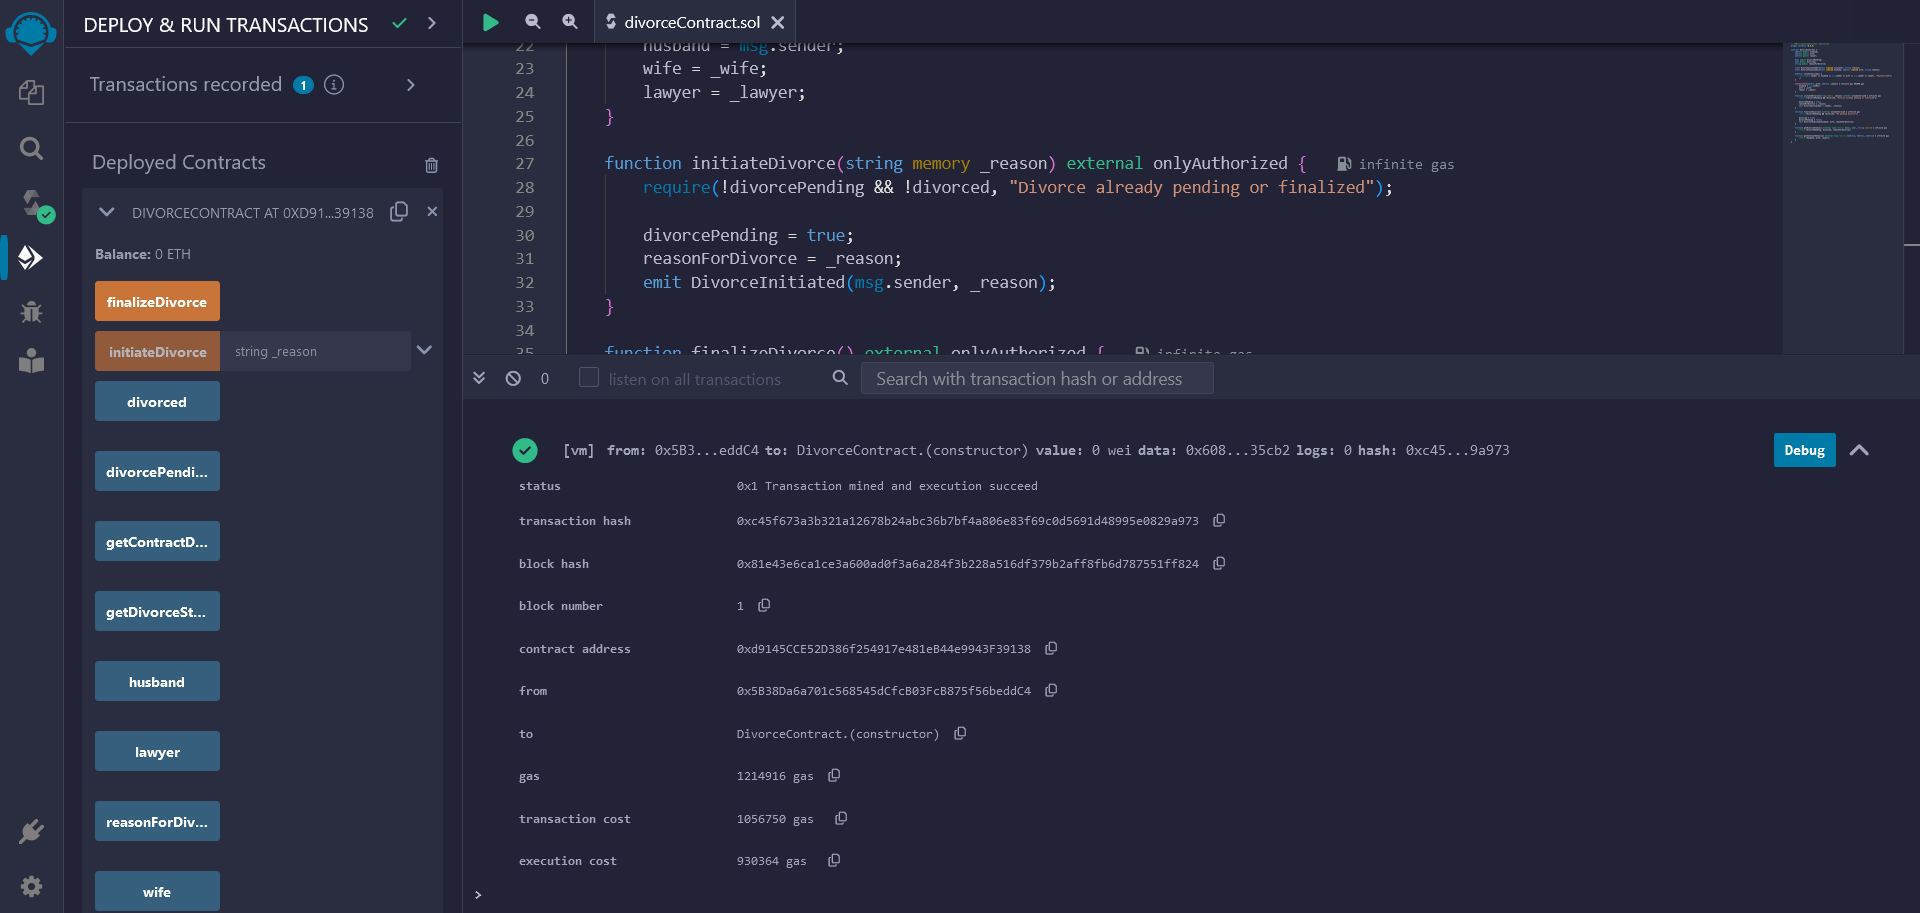 DEPLOY & RUN TRANSACTIONS
Transactions recorded 1
Deployed Contracts
DIVORCECONTRACT AT 0XD91...39138
Balance: 0 ETH
finalizeDivorce
initiateDivorce string _reason
divorced
divorcePendi...
getContractD...
getDivorceSt...
husband
lawyer
reasonForDiv...
wife
divorceContract.sol
22 husband = msg.sender;
23 wife = _wife;
24 lawyer = _lawyer;
25 }
26
27 function initiateDivorce(string memory _reason) external onlyAuthorized { infinite gas
28 require(!divorcePending && !divorced, "Divorce already pending or finalized");
29
30 divorcePending = true;
31 reasonForDivorce = _reason;
32 emit DivorceInitiated(msg.sender, _reason);
33 }
34
35 function finalizeDivorce() external onlyAuthorized { infinite gas
0 listen on all transactions Search with transaction hash or address
[vm] from: 0x5B3...eddC4 to: DivorceContract.(constructor) value: 0 wei data: 0x608...35cb2 logs: 0 hash: 0xc45...9a973 Debug
status 0x1 Transaction mined and execution succeed
transaction hash 0xc45f673a3b321a12678b24abc36b7bf4a806e83f69c0d5691d48995e0829a973
block hash 0x81e43e6ca1ce3a600ad0f3a6a284f3b228a516df379b2aff8fb6d787551ff824
block number 1
contract address 0xd9145CCE52D386f254917e481eB44e9943F39138
from 0x5B38Da6a701c568545dCfcB03FcB875f56beddC4
to DivorceContract.(constructor)
gas 1214916 gas
transaction cost 1056750 gas
execution cost 930364 gas
>